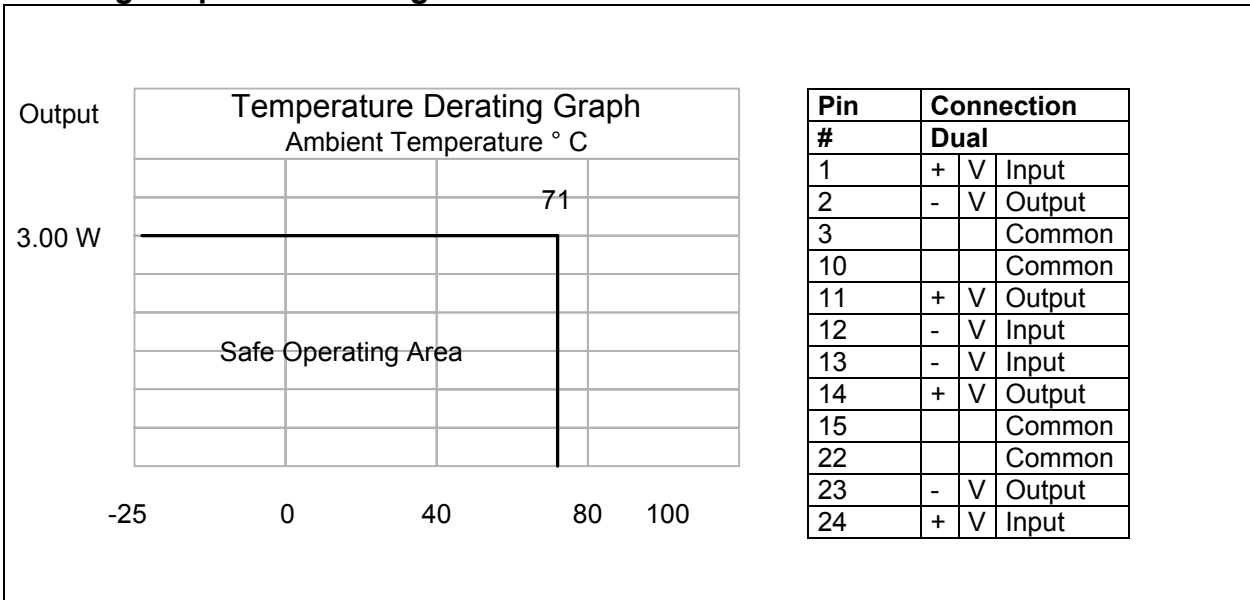 Output
Temperature Derating Graph
Ambient Temperature ° C
71
3.00 W
Safe Operating Area
-25 0 40 80 100
Pin Connection
# Dual
1 + V Input
2 - V Output
3 Common
10 Common
11 + V Output
12 - V Input
13 - V Input
14 + V Output
15 Common
22 Common
23 - V Output
24 + V Input